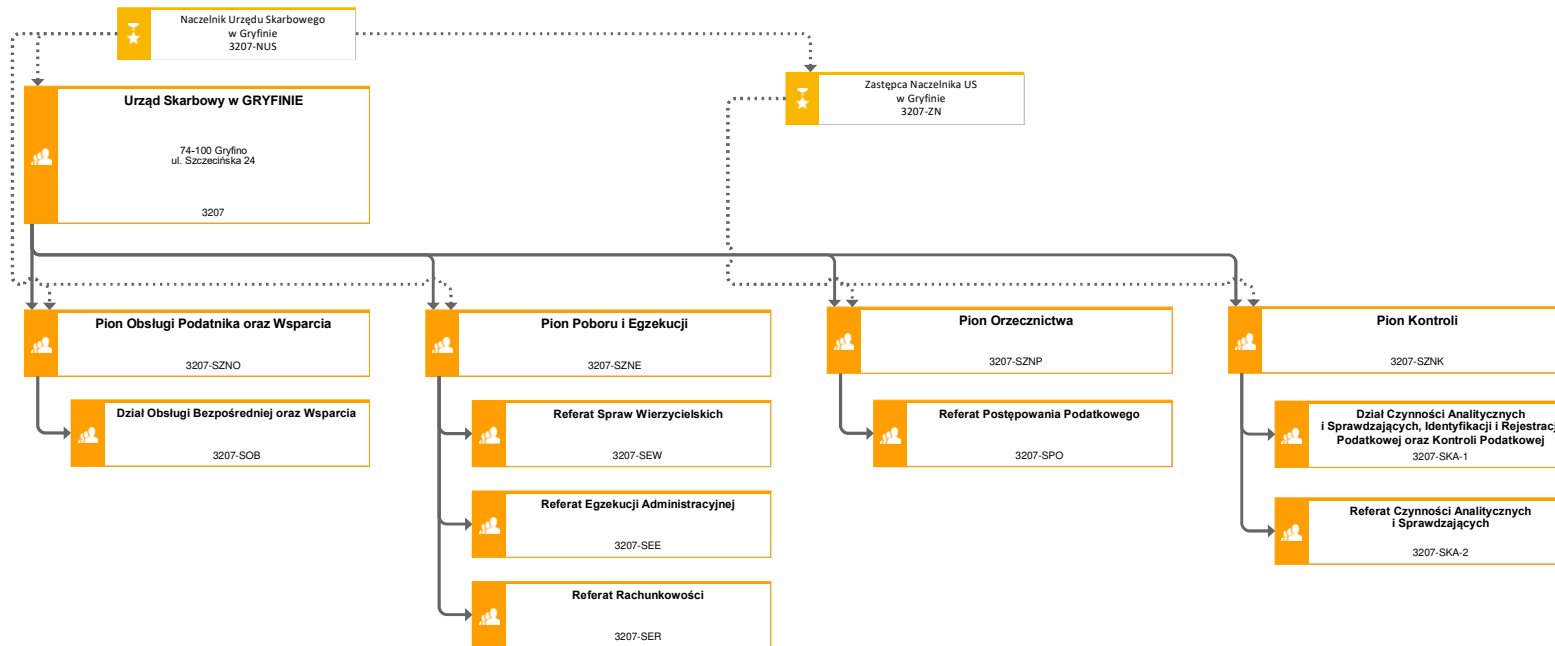 Naczelnik Urzędu Skarbowego
w Gryfinie
3207-NUS
Zastępca Naczelnika US
w Gryfinie
3207-ZN
Urząd Skarbowy w GRYFINIE
74-100 Gryfino
ul. Szczecińska 24
3207
Pion Obsługi Podatnika oraz Wsparcia
3207-SZNO
Dział Obsługi Bezpośredniej oraz Wsparcia
3207-SOB
Pion Poboru i Egzekucji
3207-SZNE
Referat Spraw Wierzycielskich
3207-SEW
Referat Egzekucji Administracyjnej
3207-SEE
Referat Rachunkowości
3207-SER
Pion Orzecznictwa
3207-SZNP
Referat Postępowania Podatkowego
3207-SPO
Pion Kontroli
3207-SZNK
Dział Czynności Analitycznych
i Sprawdzających, Identyfikacji i Rejestracj
Podatkowej oraz Kontroli Podatkowej
3207-SKA-1
Referat Czynności Analitycznych
i Sprawdzających
3207-SKA-2